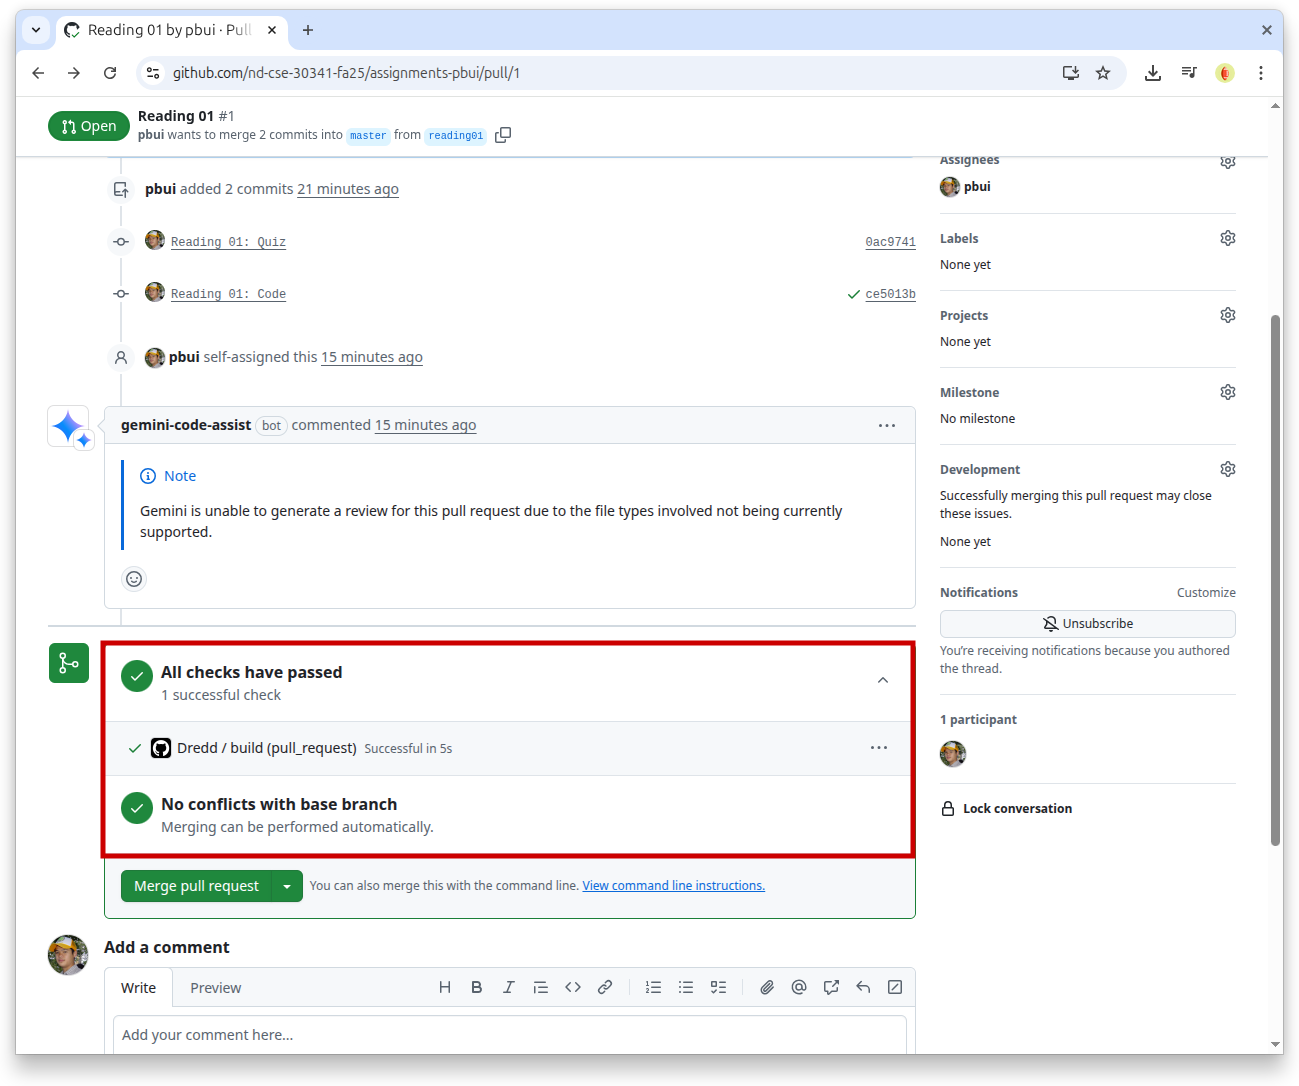 Reading 01 by pbui · Pull
github.com/nd-cse-30341-fa25/assignments-pbui/pull/1
Open
Reading 01 #1
pbui wants to merge 2 commits into master from reading01
pbui added 2 commits 21 minutes ago
Reading 01: Quiz
0ac9741
Reading 01: Code
ce5013b
pbui self-assigned this 15 minutes ago
gemini-code-assist bot commented 15 minutes ago
Note
Gemini is unable to generate a review for this pull request due to the file types involved not being currently
supported.
All checks have passed
1 successful check
Dredd / build (pull_request) Successful in 5s
No conflicts with base branch
Merging can be performed automatically.
Merge pull request
You can also merge this with the command line. View command line instructions.
Add a comment
Write
Preview
Add your comment here...
Assignees
pbui
Labels
None yet
Projects
None yet
Milestone
No milestone
Development
Successfully merging this pull request may close
these issues.
None yet
Notifications
Customize
Unsubscribe
You're receiving notifications because you authored
the thread.
1 participant
Lock conversation